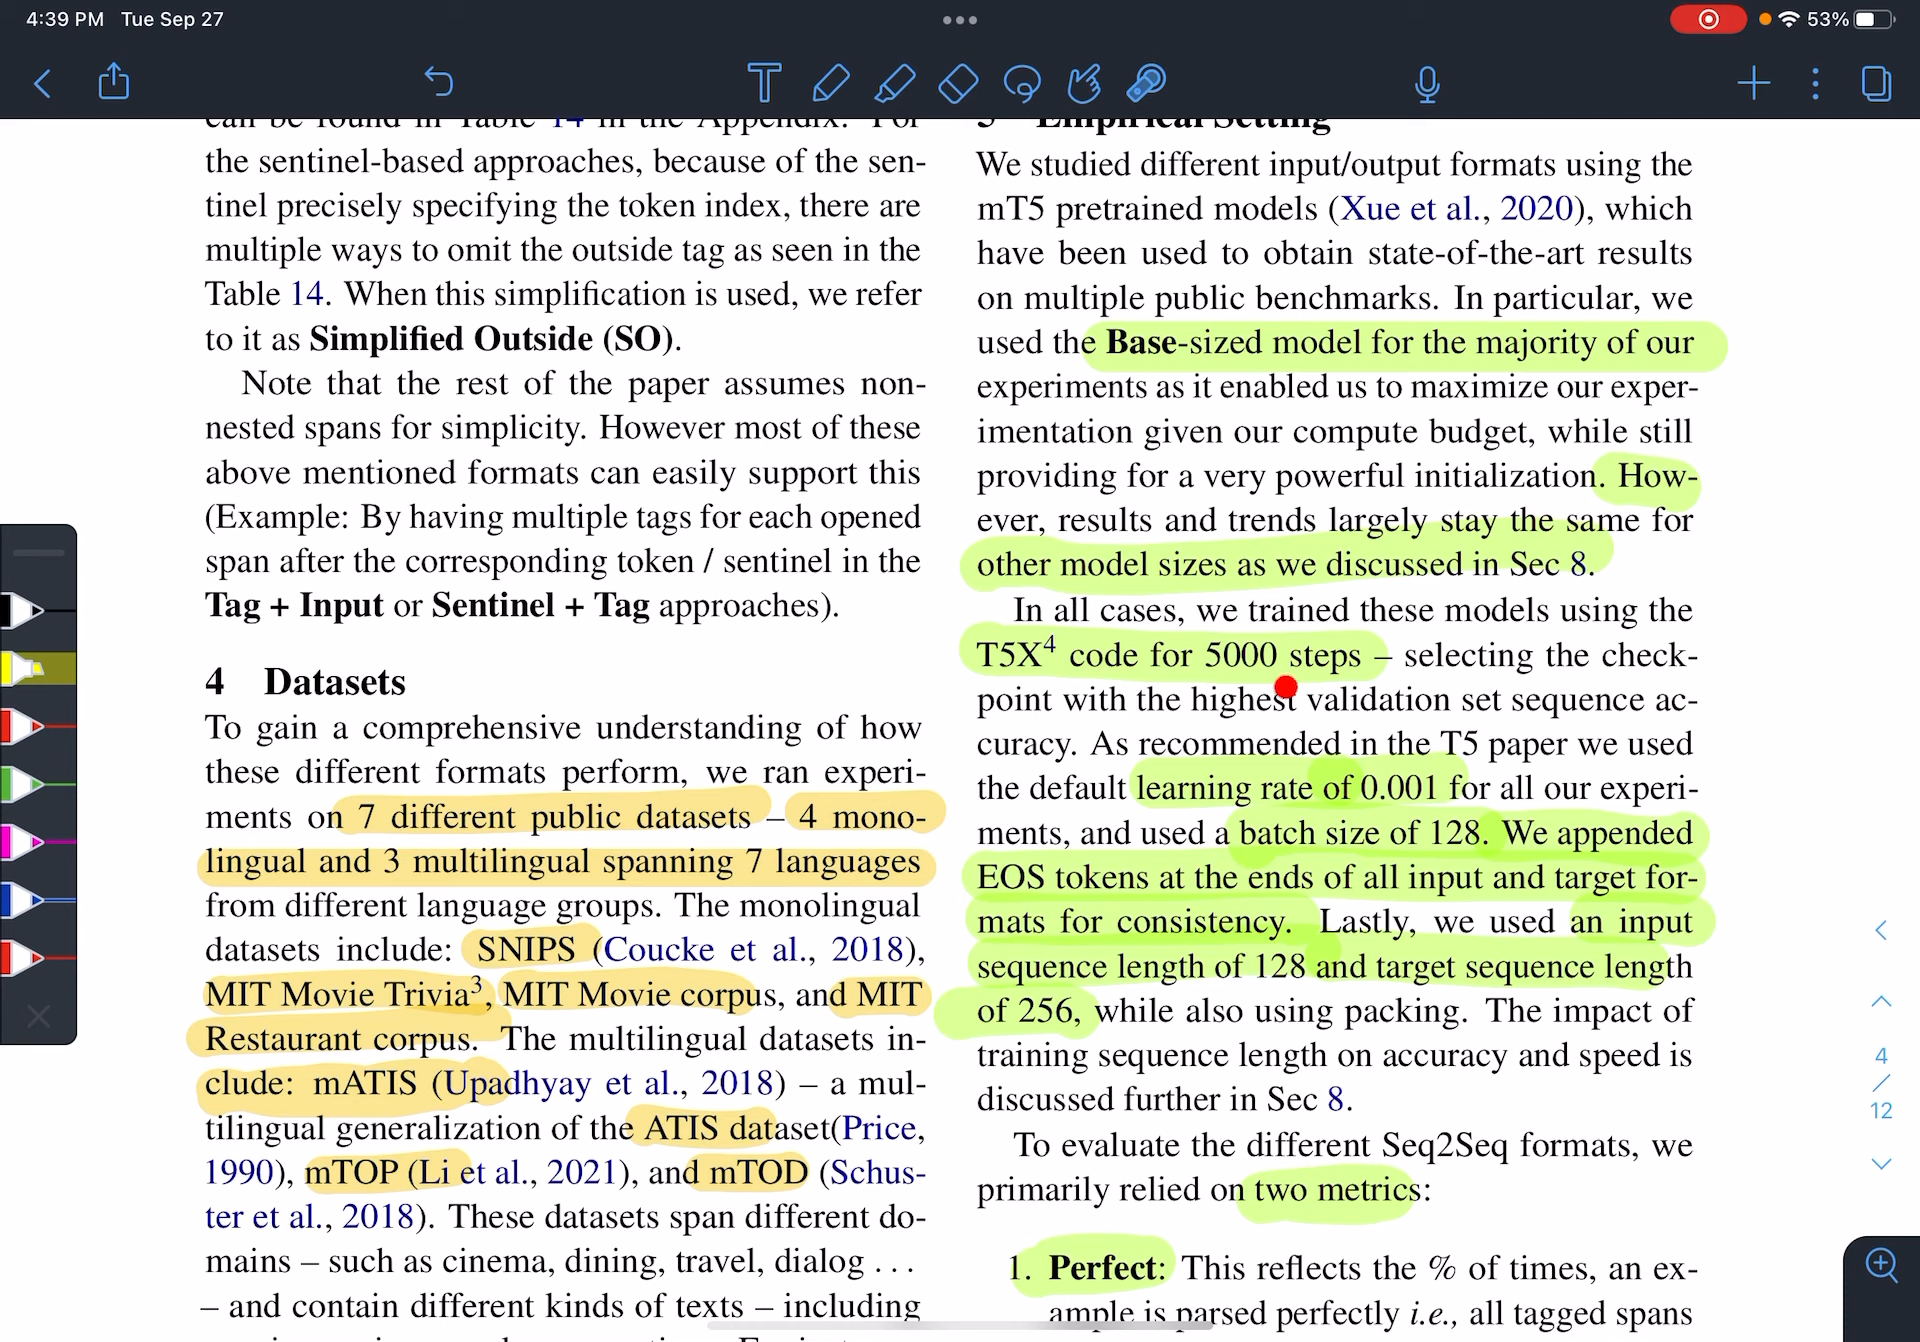 4:39 PM Tue Sep 27
53%
can be found in Table 14 in the Appendix. For
the sentinel-based approaches, because of the sen-
tinel precisely specifying the token index, there are
multiple ways to omit the outside tag as seen in the
Table 14. When this simplification is used, we refer
to it as Simplified Outside (SO).
Note that the rest of the paper assumes non-
nested spans for simplicity. However most of these
above mentioned formats can easily support this
(Example: By having multiple tags for each opened
span after the corresponding token / sentinel in the
Tag + Input or Sentinel + Tag approaches).
4 Datasets
To gain a comprehensive understanding of how
these different formats perform, we ran experi-
ments on 7 different public datasets – 4 mono-
lingual and 3 multilingual spanning 7 languages
from different language groups. The monolingual
datasets include: SNIPS (Coucke et al., 2018),
MIT Movie Trivia3, MIT Movie corpus, and MIT
Restaurant corpus. The multilingual datasets in-
clude: mATIS (Upadhyay et al., 2018) – a mul-
tilingual generalization of the ATIS dataset(Price,
1990), mTOP (Li et al., 2021), and mTOD (Schus-
ter et al., 2018). These datasets span different do-
mains – such as cinema, dining, travel, dialog ...
– and contain different kinds of texts – including
5 Empirical Setting
We studied different input/output formats using the
mT5 pretrained models (Xue et al., 2020), which
have been used to obtain state-of-the-art results
on multiple public benchmarks. In particular, we
used the Base-sized model for the majority of our
experiments as it enabled us to maximize our exper-
imentation given our compute budget, while still
providing for a very powerful initialization. How-
ever, results and trends largely stay the same for
other model sizes as we discussed in Sec 8.
In all cases, we trained these models using the
T5X4 code for 5000 steps – selecting the check-
point with the highest validation set sequence ac-
curacy. As recommended in the T5 paper we used
the default learning rate of 0.001 for all our experi-
ments, and used a batch size of 128. We appended
EOS tokens at the ends of all input and target for-
mats for consistency. Lastly, we used an input
sequence length of 128 and target sequence length
of 256, while also using packing. The impact of
training sequence length on accuracy and speed is
discussed further in Sec 8.
To evaluate the different Seq2Seq formats, we
primarily relied on two metrics:
1. Perfect: This reflects the % of times, an ex-
ample is parsed perfectly i.e., all tagged spans
4
/
12